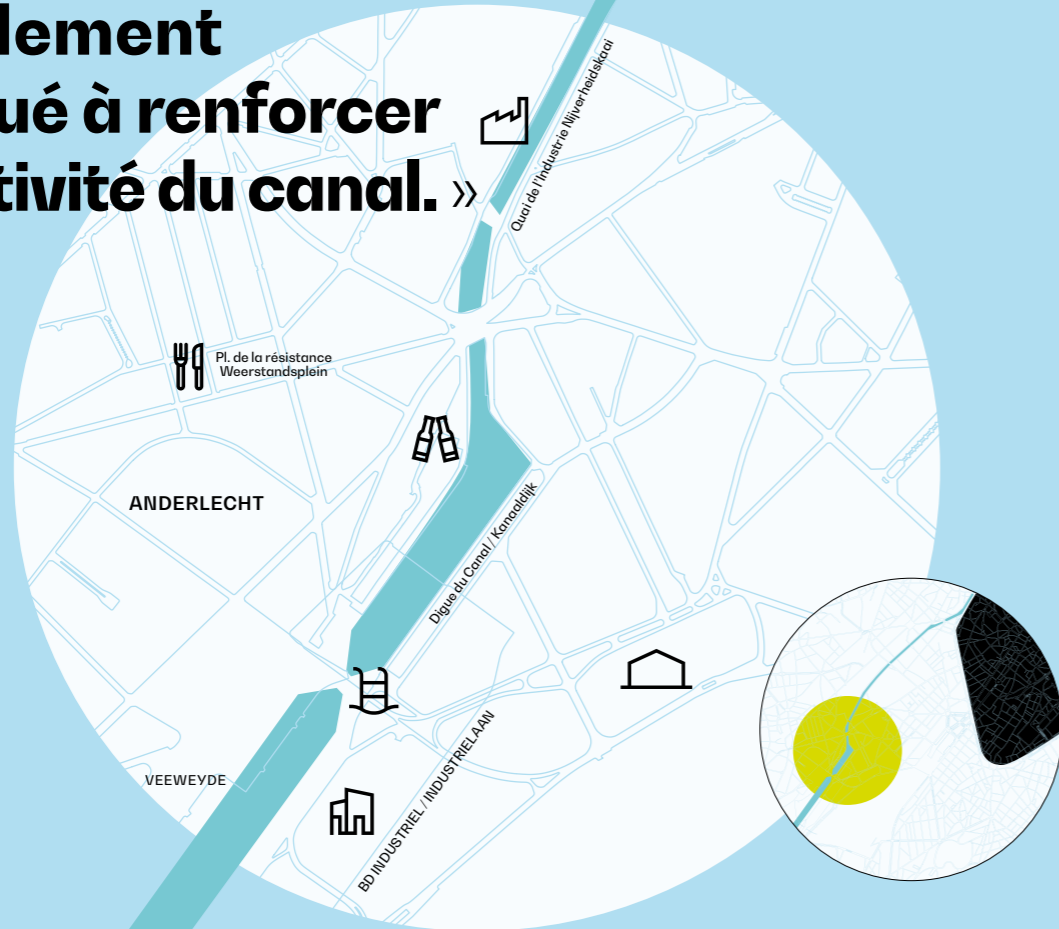 lement
ué à renforcer
tivité du canal. »
Quai de l'Industrie Nijverheidskaai
Pl. de la résistance
Weerstandsplein
ANDERLECHT
Digue du Canal / Kanaaldijk
VEEWEYDE
BD INDUSTRIEL / INDUSTRIELAAN